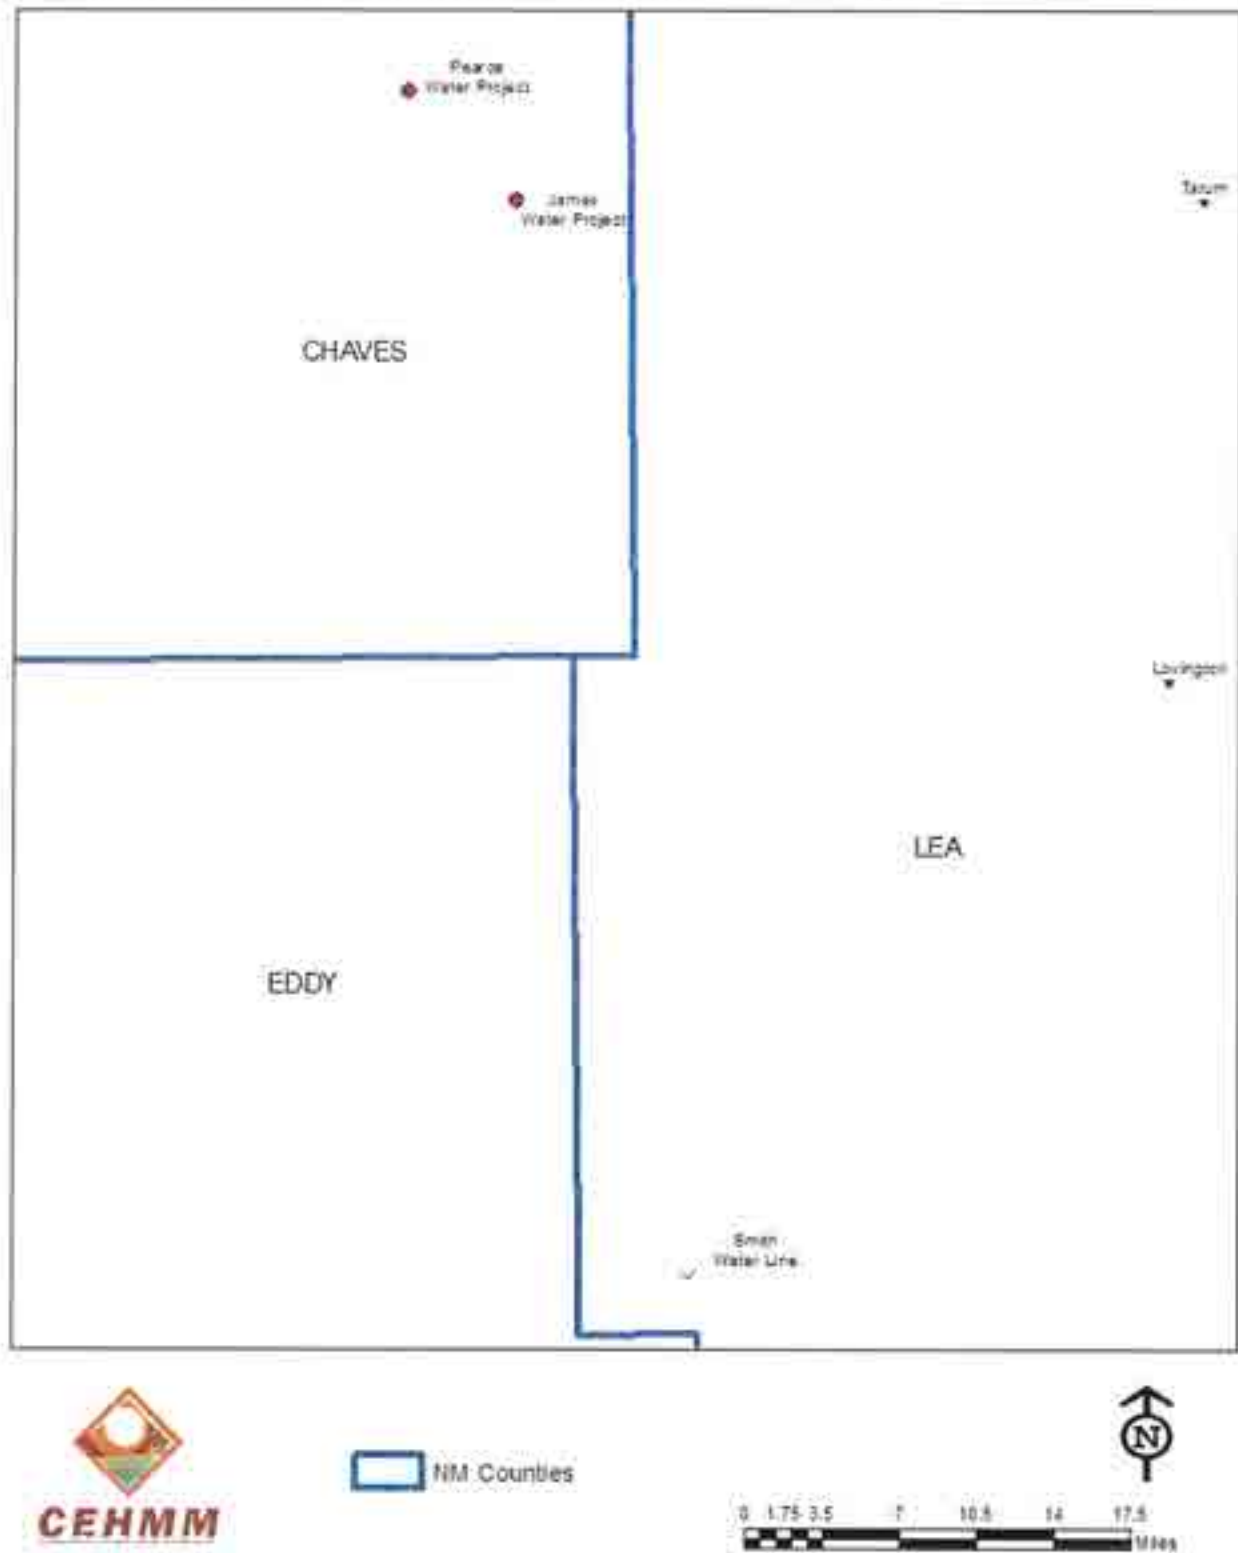 Pearce
Water Project
James
Water Project
Tatum
CHAVES
Lovington
LEA
EDDY
Smith
Water Line
CEHMM
NM Counties
N
0 1.75 3.5 7 10.5 14 17.5
Miles